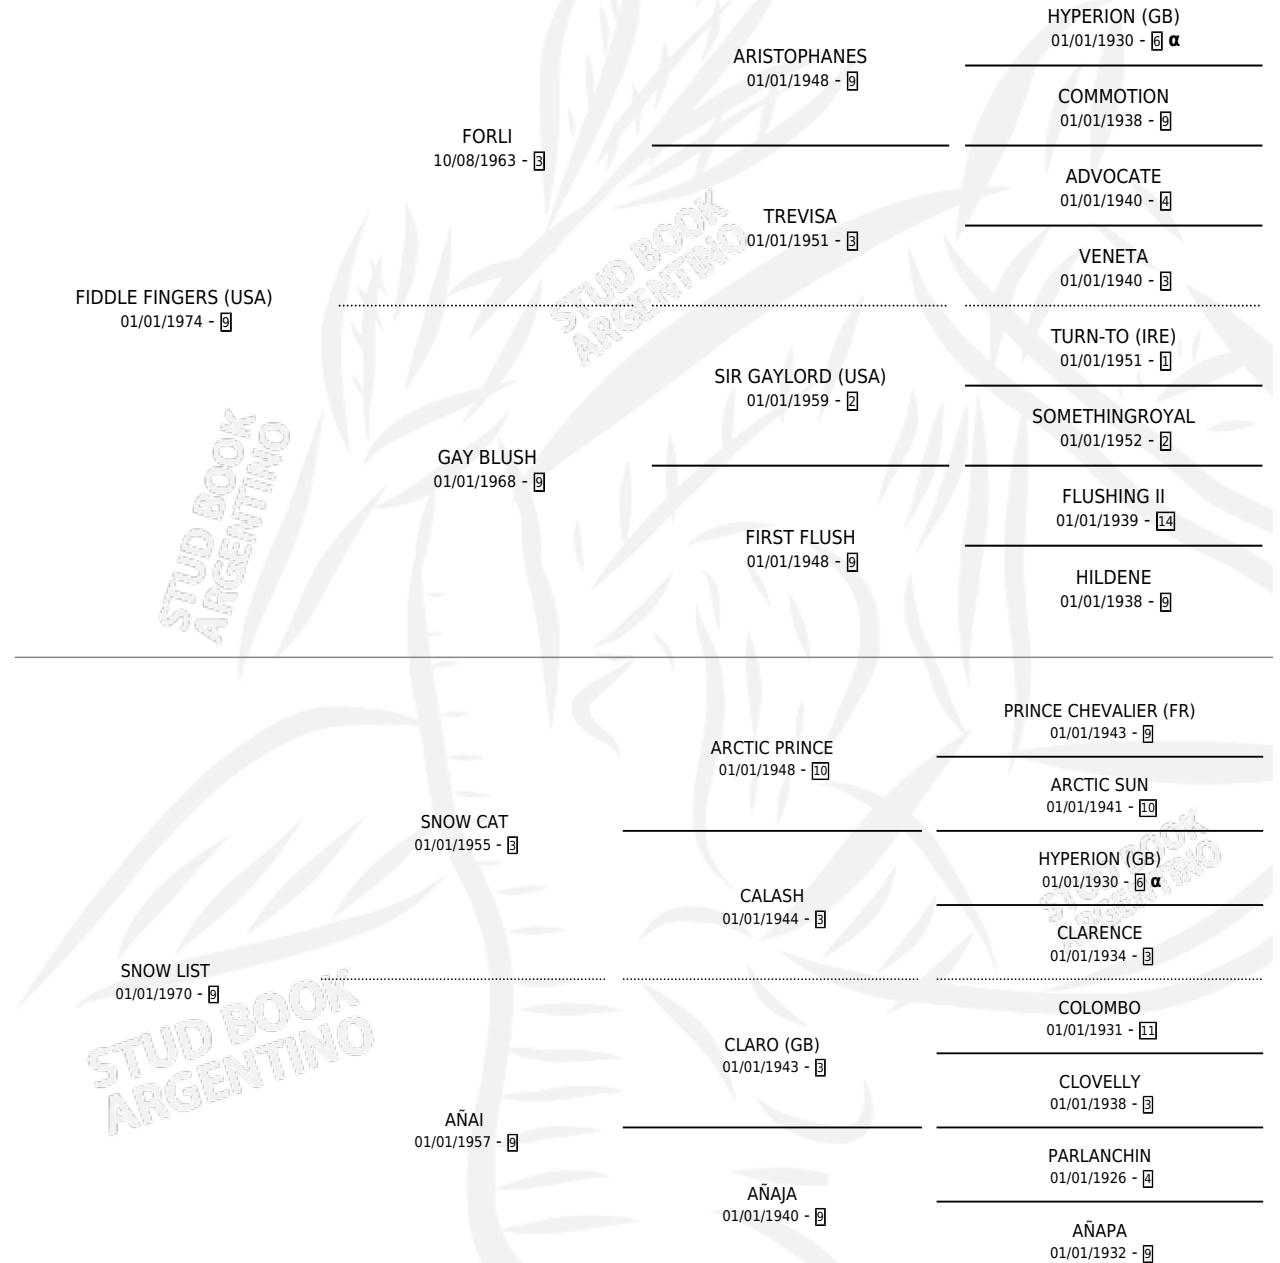 HYPERION (GB)
01/01/1930 - 6 α
ARISTOPHANES
01/01/1948 - 9
COMMOTION
01/01/1938 - 9
FORLI
10/08/1963 - 3
ADVOCATE
01/01/1940 - 4
TREVISA
01/01/1951 - 3
VENETA
01/01/1940 - 3
FIDDLE FINGERS (USA)
01/01/1974 - 9
TURN-TO (IRE)
01/01/1951 - 1
SIR GAYLORD (USA)
01/01/1959 - 2
SOMETHINGROYAL
01/01/1952 - 2
GAY BLUSH
01/01/1968 - 9
FLUSHING II
01/01/1939 - 14
FIRST FLUSH
01/01/1948 - 9
HILDENE
01/01/1938 - 9
STUD BOOK
ARGENTINO
STUD BOOK
ARGENTINO
PRINCE CHEVALIER (FR)
01/01/1943 - 9
ARCTIC PRINCE
01/01/1948 - 10
ARCTIC SUN
01/01/1941 - 10
SNOW CAT
01/01/1955 - 3
HYPERION (GB)
01/01/1930 - 6 α
CALASH
01/01/1944 - 3
CLARENCE
01/01/1934 - 3
SNOW LIST
01/01/1970 - 9
COLOMBO
01/01/1931 - 11
CLARO (GB)
01/01/1943 - 3
CLOVELLY
01/01/1938 - 3
AÑAI
01/01/1957 - 9
PARLANCHIN
01/01/1926 - 4
AÑAJA
01/01/1940 - 9
AÑAPA
01/01/1932 - 9
STUD BOOK
ARGENTINO
STUD BOOK
ARGENTINO